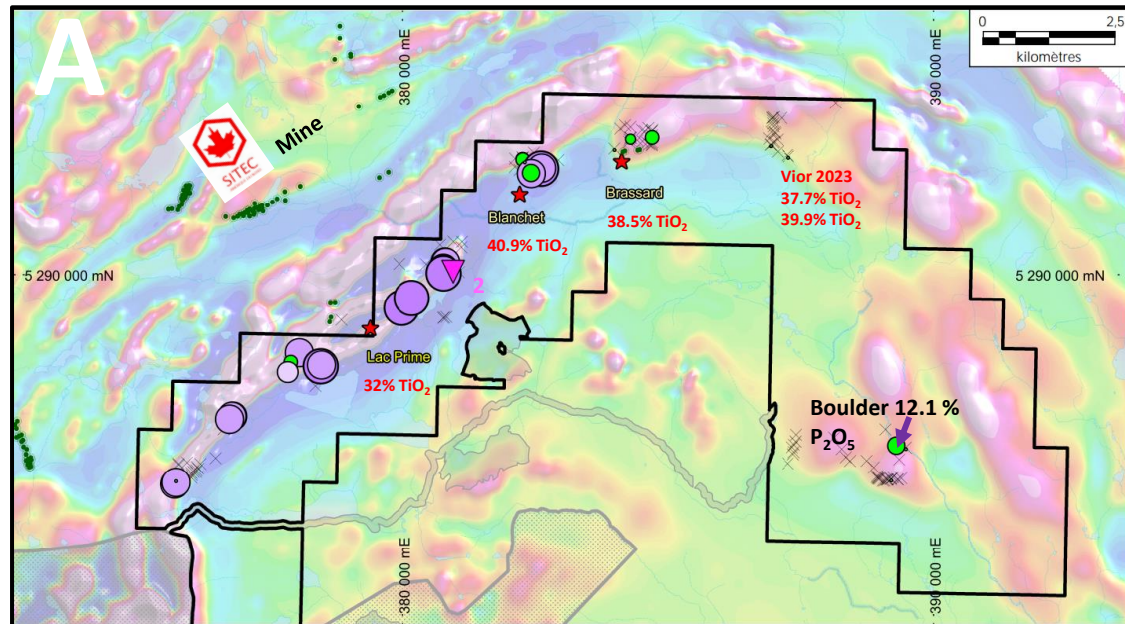 A
0 2,5
kilomètres
380 000 mE
390 000 mE
SITEC
Mine
Vior 2023
37.7% TiO₂
39.9% TiO₂
Brassard
38.5% TiO₂
Blanchet
40.9% TiO₂
5 290 000 mN
5 290 000 mN
2
Lac Prime
32% TiO₂
Boulder 12.1 %
P₂O₅
380 000 mE
390 000 mE